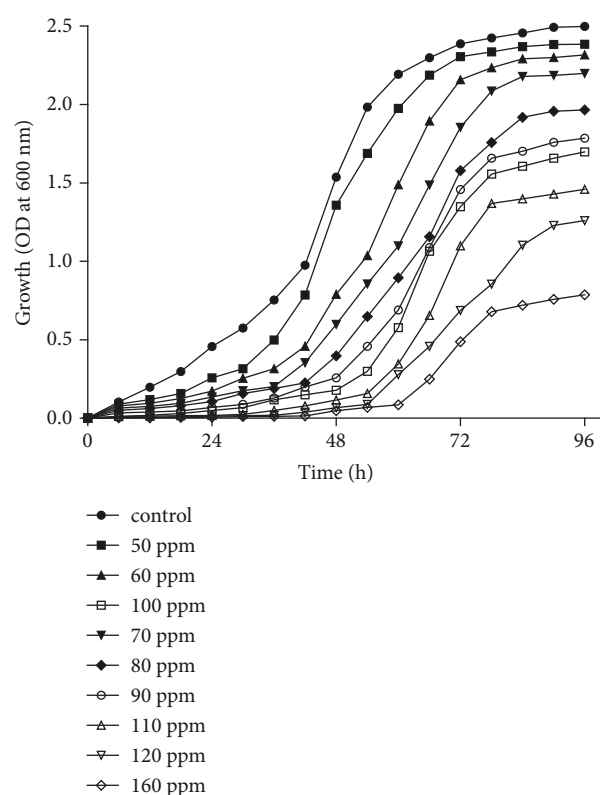 2.5
2.0
1.5
1.0
0.5
0.0
Growth (OD at 600 nm)
0 24 48 72 96
Time (h)
control
50 ppm
60 ppm
100 ppm
70 ppm
80 ppm
90 ppm
110 ppm
120 ppm
160 ppm